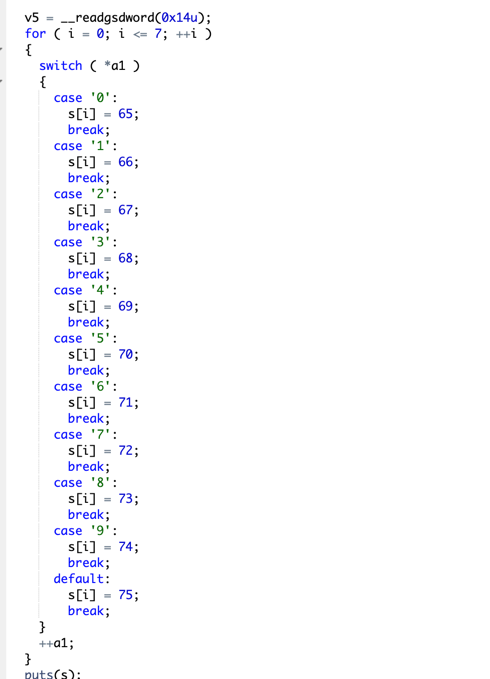 v5 = __readgsdword(0x14u);
for ( i = 0; i <= 7; ++i )
{
switch ( *a1 )
{
case '0':
s[i] = 65;
break;
case '1':
s[i] = 66;
break;
case '2':
s[i] = 67;
break;
case '3':
s[i] = 68;
break;
case '4':
s[i] = 69;
break;
case '5':
s[i] = 70;
break;
case '6':
s[i] = 71;
break;
case '7':
s[i] = 72;
break;
case '8':
s[i] = 73;
break;
case '9':
s[i] = 74;
break;
default:
s[i] = 75;
break;
}
++a1;
}
puts(s);